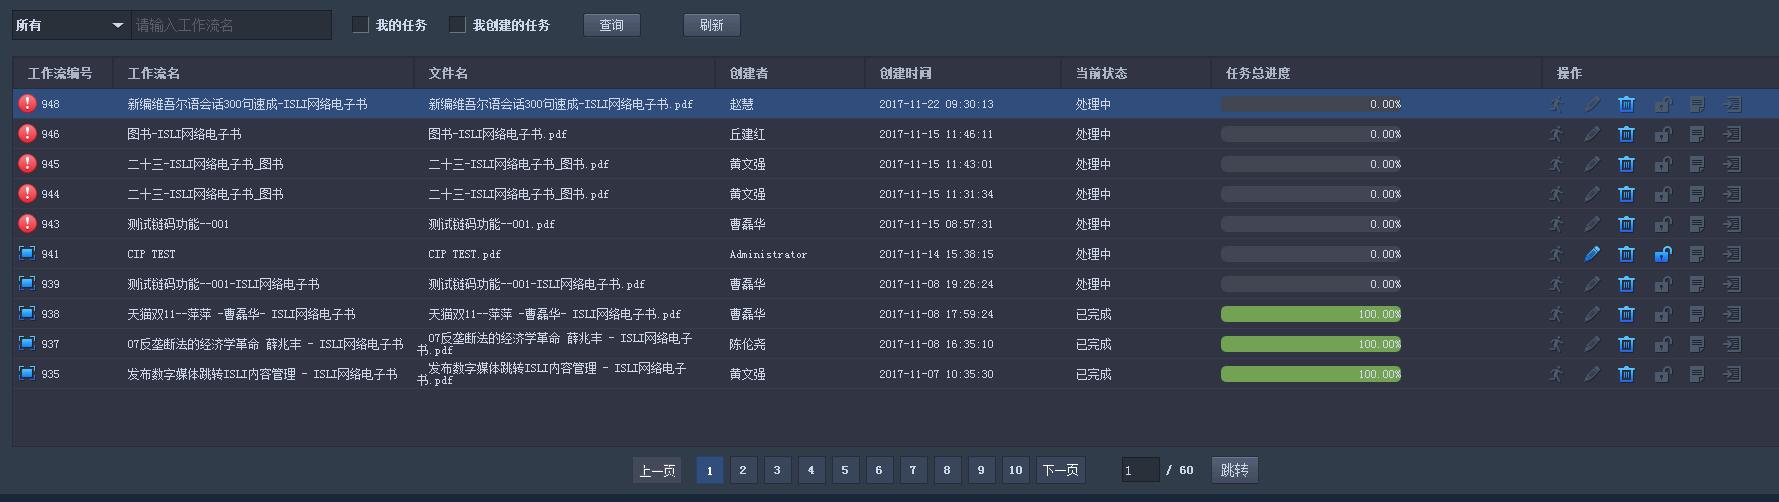 所有 请输入工作流名 我的任务 我创建的任务 查询 刷新
工作流编号 工作流名 文件名 创建者 创建时间 当前状态 任务总进度 操作
948 新编维吾尔语会话300句速成-ISLI网络电子书 新编维吾尔语会话300句速成-ISLI网络电子书.pdf 赵慧 2017-11-22 09:30:13 处理中 0.00%
946 图书-ISLI网络电子书 图书-ISLI网络电子书.pdf 丘建红 2017-11-15 11:46:11 处理中 0.00%
945 二十三-ISLI网络电子书_图书 二十三-ISLI网络电子书_图书.pdf 黄文强 2017-11-15 11:43:01 处理中 0.00%
944 二十三-ISLI网络电子书_图书 二十三-ISLI网络电子书_图书.pdf 黄文强 2017-11-15 11:31:34 处理中 0.00%
943 测试链码功能--001 测试链码功能--001.pdf 曹磊华 2017-11-15 08:57:31 处理中 0.00%
941 CIP TEST CIP TEST.pdf Administrator 2017-11-14 15:38:15 处理中 0.00%
939 测试链码功能--001-ISLI网络电子书 测试链码功能--001-ISLI网络电子书.pdf 曹磊华 2017-11-08 19:26:24 处理中 0.00%
938 天猫双11--萍萍 -曹磊华- ISLI网络电子书 天猫双11--萍萍 -曹磊华- ISLI网络电子书.pdf 曹磊华 2017-11-08 17:59:24 已完成 100.00%
937 07反垄断法的经济学革命 薛兆丰 - ISLI网络电子书 07反垄断法的经济学革命 薛兆丰 - ISLI网络电子 陈伦尧 2017-11-08 16:35:10 已完成 100.00%
书.pdf
935 发布数字媒体跳转ISLI内容管理 - ISLI网络电子书 发布数字媒体跳转ISLI内容管理 - ISLI网络电子 黄文强 2017-11-07 10:35:30 已完成 100.00%
书.pdf
上一页 1 2 3 4 5 6 7 8 9 10 下一页 1 / 60 跳转